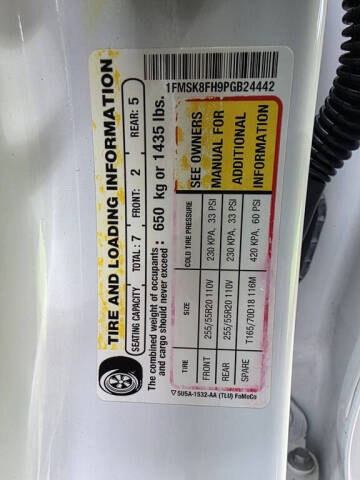 1FMSK8FH9PGB24442
TIRE AND LOADING INFORMATION
SEATING CAPACITY TOTAL : 7 FRONT: 2 REAR: 5
The combined weight of occupants : 650 kg or 1435 lbs.
and cargo should never exceed :
TIRE SIZE COLD TIRE PRESSURE
FRONT 255/55R20 110V 230 KPA, 33 PSI
REAR 255/55R20 110V 230 KPA, 33 PSI
SPARE T165/70D18 116M 420 KPA, 60 PSI
SEE OWNERS
MANUAL FOR
ADDITIONAL
INFORMATION
5U5A-1532-AA (TLU) FoMoCo